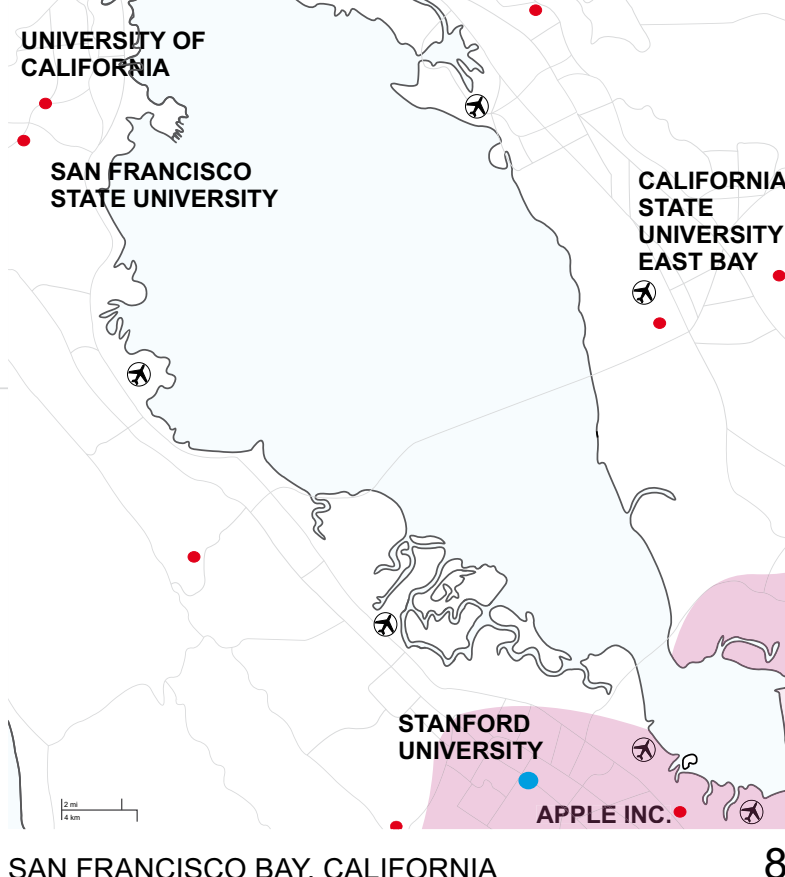 UNIVERSITY OF
CALIFORNIA
SAN FRANCISCO
STATE UNIVERSITY
CALIFORNIA
STATE
UNIVERSITY
EAST BAY
STANFORD
UNIVERSITY
APPLE INC.
2 mi
4 km
SAN FRANCISCO BAY, CALIFORNIA
8